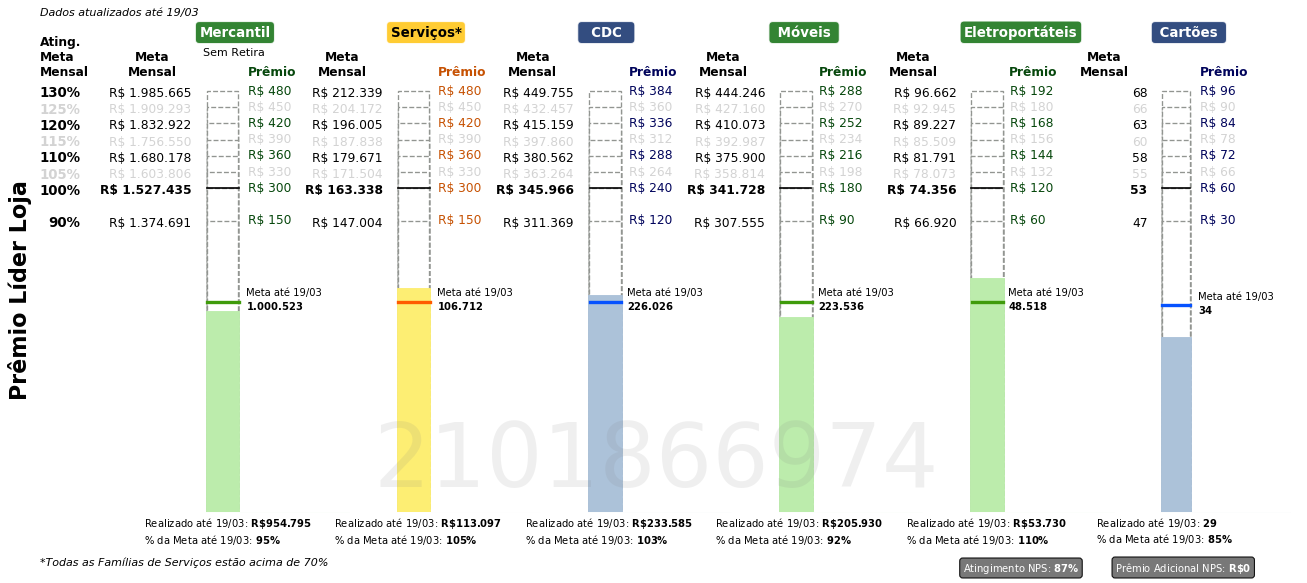 Dados atualizados até 19/03
Mercantil Serviços* CDC Móveis Eletroportáteis Cartões
Sem Retira
Ating. Meta Mensal
Meta Mensal Prêmio Meta Mensal Prêmio Meta Mensal Prêmio Meta Mensal Prêmio Meta Mensal Prêmio Meta Mensal Prêmio
130% R$ 1.985.665 R$ 480 R$ 212.339 R$ 480 R$ 449.755 R$ 384 R$ 444.246 R$ 288 R$ 96.662 R$ 192 68 R$ 96
125% R$ 1.909.293 R$ 450 R$ 204.172 R$ 450 R$ 432.457 R$ 360 R$ 427.160 R$ 270 R$ 92.945 R$ 180 66 R$ 90
120% R$ 1.832.922 R$ 420 R$ 196.005 R$ 420 R$ 415.159 R$ 336 R$ 410.073 R$ 252 R$ 89.227 R$ 168 63 R$ 84
115% R$ 1.756.550 R$ 390 R$ 187.838 R$ 390 R$ 397.860 R$ 312 R$ 392.987 R$ 234 R$ 85.509 R$ 156 60 R$ 78
110% R$ 1.680.178 R$ 360 R$ 179.671 R$ 360 R$ 380.562 R$ 288 R$ 375.900 R$ 216 R$ 81.791 R$ 144 58 R$ 72
105% R$ 1.603.806 R$ 330 R$ 171.504 R$ 330 R$ 363.264 R$ 264 R$ 358.814 R$ 198 R$ 78.073 R$ 132 55 R$ 66
100% R$ 1.527.435 R$ 300 R$ 163.338 R$ 300 R$ 345.966 R$ 240 R$ 341.728 R$ 180 R$ 74.356 R$ 120 53 R$ 60
90% R$ 1.374.691 R$ 150 R$ 147.004 R$ 150 R$ 311.369 R$ 120 R$ 307.555 R$ 90 R$ 66.920 R$ 60 47 R$ 30
Prêmio Líder Loja
Meta até 19/03 Meta até 19/03 Meta até 19/03 Meta até 19/03 Meta até 19/03 Meta até 19/03
1.000.523 106.712 226.026 223.536 48.518 34
2101866974
Realizado até 19/03: R$954.795 Realizado até 19/03: R$113.097 Realizado até 19/03: R$233.585 Realizado até 19/03: R$205.930 Realizado até 19/03: R$53.730 Realizado até 19/03: 29
% da Meta até 19/03: 95% % da Meta até 19/03: 105% % da Meta até 19/03: 103% % da Meta até 19/03: 92% % da Meta até 19/03: 110% % da Meta até 19/03: 85%
*Todas as Famílias de Serviços estão acima de 70%
Atingimento NPS: 87% Prêmio Adicional NPS: R$0